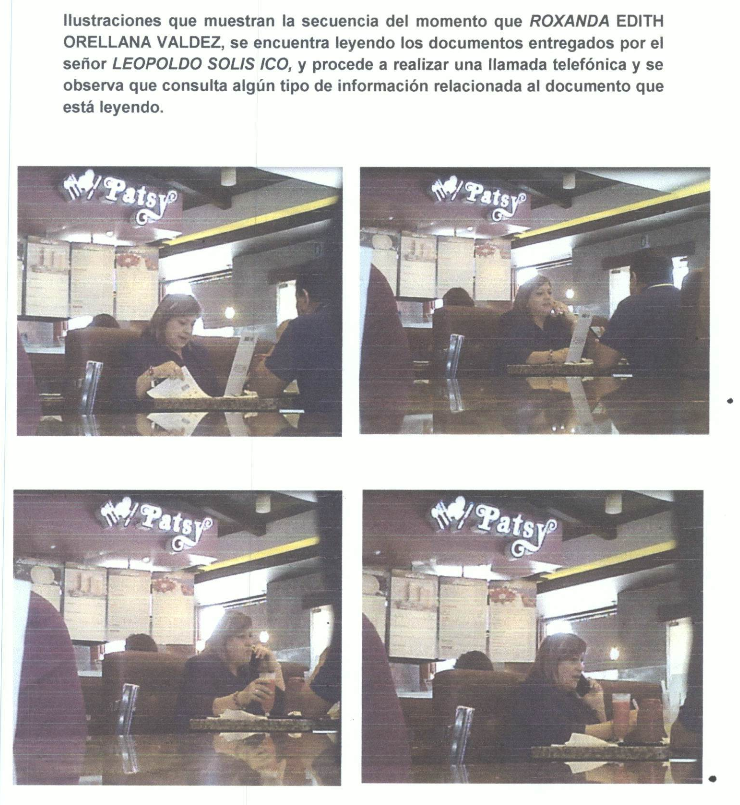 Ilustraciones que muestran la secuencia del momento que ROXANDA EDITH
ORELLANA VALDEZ, se encuentra leyendo los documentos entregados por el
señor LEOPOLDO SOLIS ICO, y procede a realizar una llamada telefónica y se
observa que consulta algún tipo de información relacionada al documento que
está leyendo.
Patsy
Patsy
Patsy
Patsy